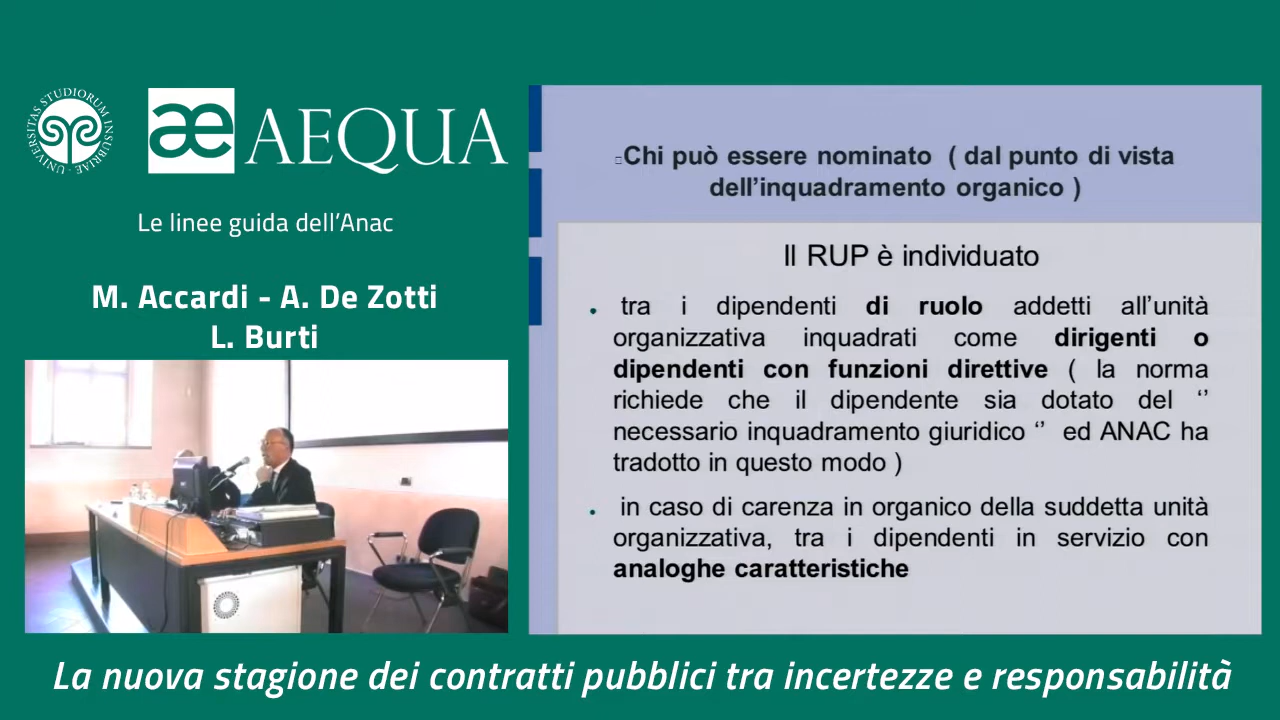 UNIVERSITAS STUDIORUM INSUBRIAE
æ AEQUA
Le linee guida dell'Anac
M. Accardi - A. De Zotti
L. Burti
Chi può essere nominato ( dal punto di vista
dell'inquadramento organico )
Il RUP è individuato
• tra i dipendenti di ruolo addetti all'unità
organizzativa inquadrati come dirigenti o
dipendenti con funzioni direttive ( la norma
richiede che il dipendente sia dotato del ‘’
necessario inquadramento giuridico ‘’ ed ANAC ha
tradotto in questo modo )
• in caso di carenza in organico della suddetta unità
organizzativa, tra i dipendenti in servizio con
analoghe caratteristiche
La nuova stagione dei contratti pubblici tra incertezze e responsabilità